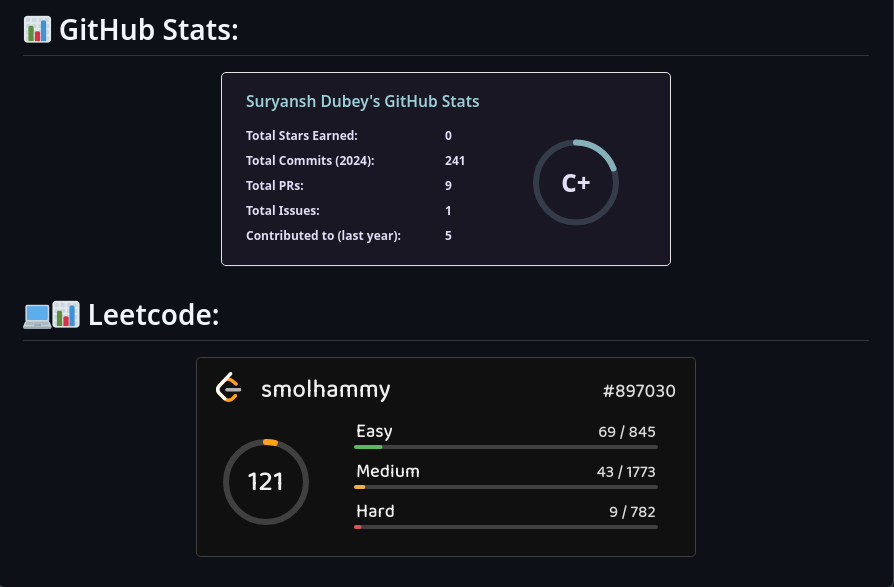 📊 GitHub Stats:
Suryansh Dubey's GitHub Stats
Total Stars Earned: 0
Total Commits (2024): 241
Total PRs: 9
Total Issues: 1
Contributed to (last year): 5
C+
💻📊 Leetcode:
smolhammy #897030
121
Easy 69 / 845
Medium 43 / 1773
Hard 9 / 782